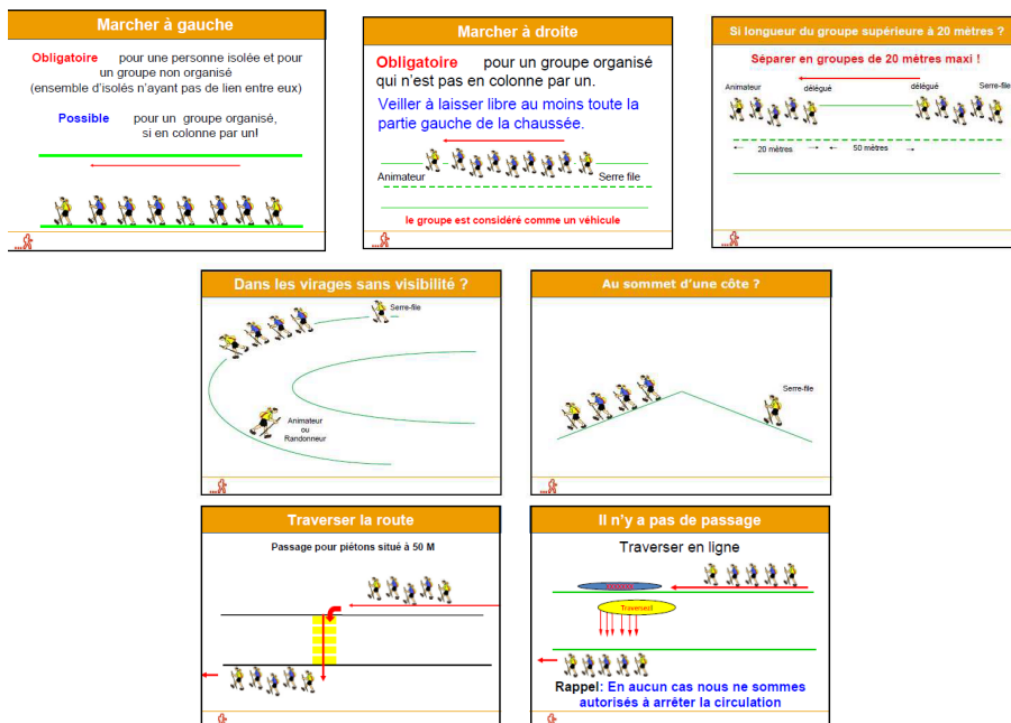 Marcher à gauche
Obligatoire pour une personne isolée et pour
un groupe non organisé
(ensemble d'isolés n'ayant pas de lien entre eux)
Possible pour un groupe organisé,
si en colonne par un!
Marcher à droite
Obligatoire pour un groupe organisé
qui n'est pas en colonne par un.
Veiller à laisser libre au moins toute la
partie gauche de la chaussée.
Animateur
Serre file
le groupe est considéré comme un véhicule
Si longueur du groupe supérieure à 20 mètres ?
Séparer en groupes de 20 mètres maxi !
Animateur
délégué
délégué
Serre-file
20 mètres
50 mètres
Dans les virages sans visibilité ?
Serre-file
Animateur
ou
Randonneur
Au sommet d'une côte ?
Serre-file
Traverser la route
Passage pour piétons situé à 50 M
Il n'y a pas de passage
Traverser en ligne
Traversez!
Rappel: En aucun cas nous ne sommes
autorisés à arrêter la circulation